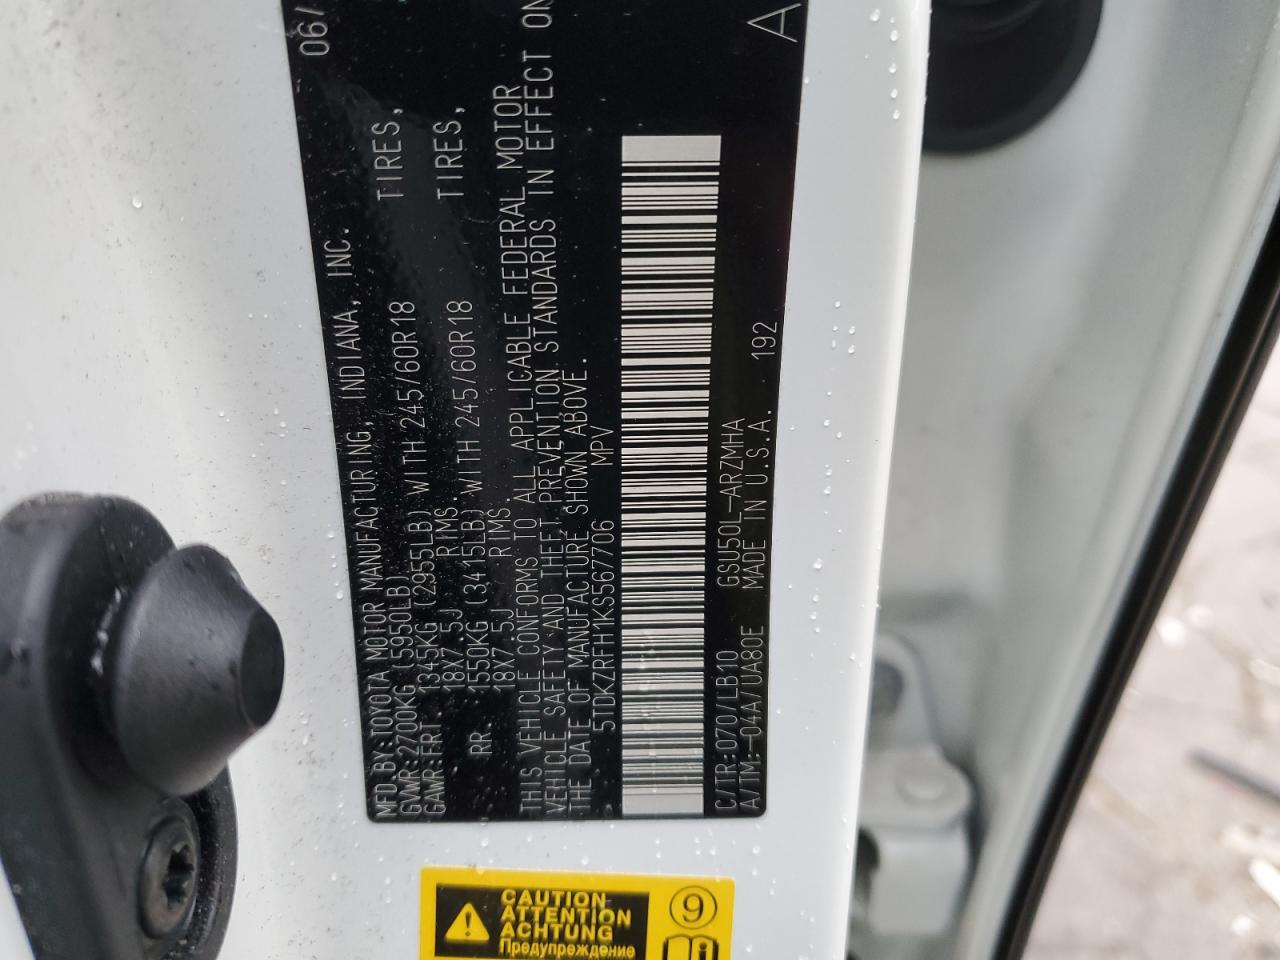 06/
MFD.BY:TOYOTA MOTOR MANUFACTURING, INDIANA, INC.
GVWR:2700KG (5950LB)
GAWR:FRT. 1345KG (2955LB) WITH 245/60R18 TIRES,
18X7.5J RIMS.
RR. 1550KG (3415LB) WITH 245/60R18 TIRES,
18X7.5J RIMS.
THIS VEHICLE CONFORMS TO ALL APPLICABLE FEDERAL MOTOR
VEHICLE SAFETY AND THEFT PREVENTION STANDARDS IN EFFECT ON
THE DATE OF MANUFACTURE SHOWN ABOVE.
5TDKZRFH1KS567706 MPV
C/TR:070/LB10 GSU50L-ARZMHA
A/TM:-04A/UA80E MADE IN U.S.A. 192
A
CAUTION
ATTENTION
ACHTUNG
Предупреждение
9